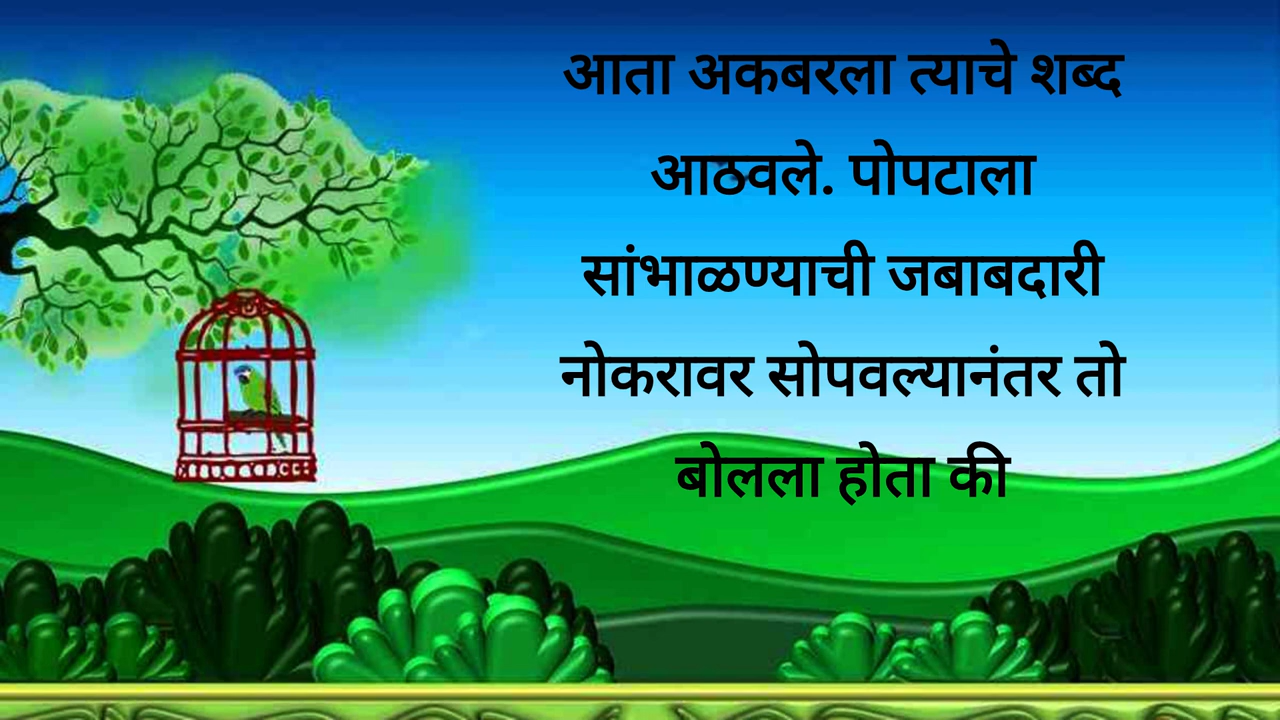 आता अकबरला त्याचे शब्द
आठवले. पोपटाला
सांभाळण्याची जबाबदारी
नोकरावर सोपवल्यानंतर तो
बोलला होता की